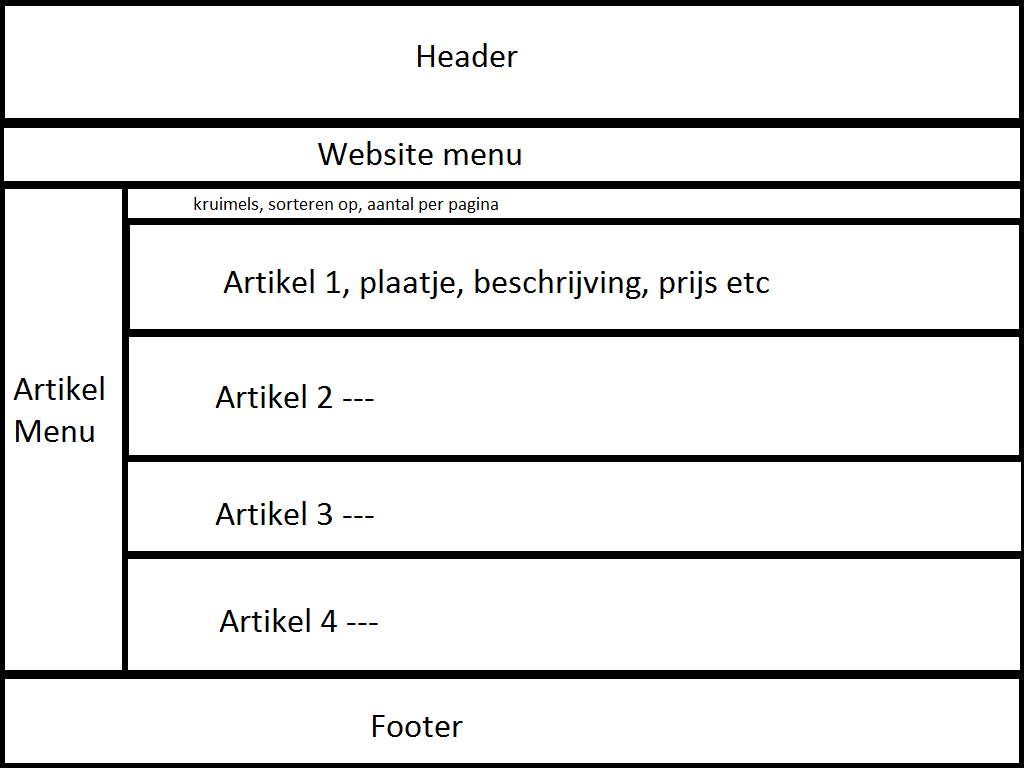 Header
Website menu
kruimels, sorteren op, aantal per pagina
Artikel 1, plaatje, beschrijving, prijs etc
Artikel
Menu
Artikel 2 ---
Artikel 3 ---
Artikel 4 ---
Footer